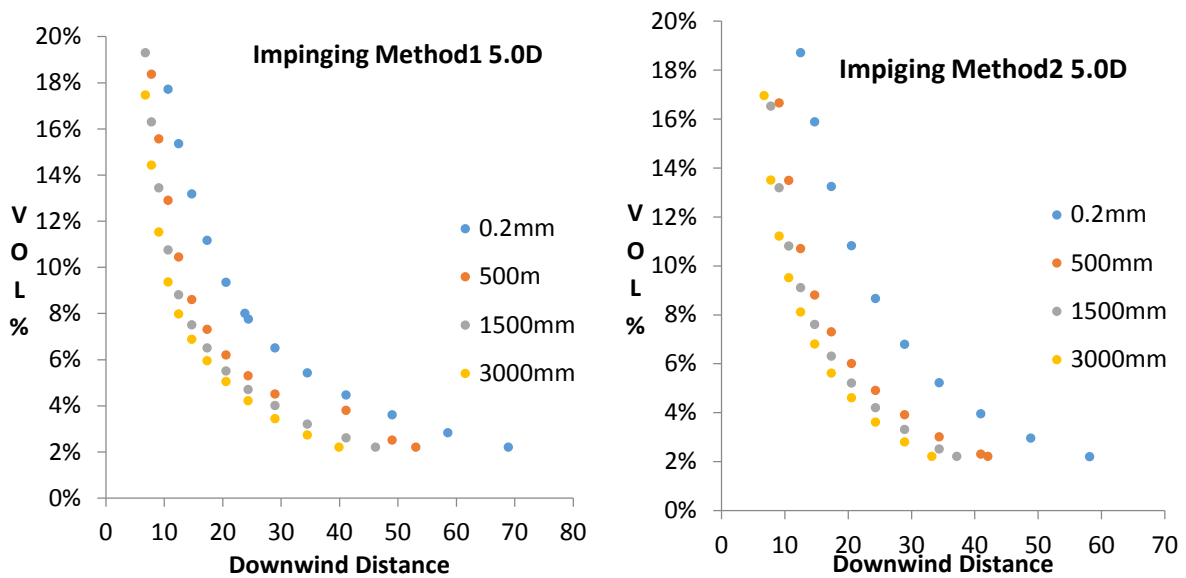 Impinging Method1 5.0D
20%
18%
16%
14%
12%
10%
8%
6%
4%
2%
0%
V
O
L
%
0.2mm
500m
1500mm
3000mm
0 10 20 30 40 50 60 70 80
Downwind Distance
Impiging Method2 5.0D
20%
18%
16%
14%
12%
10%
8%
6%
4%
2%
0%
V
O
L
%
0.2mm
500mm
1500mm
3000mm
0 10 20 30 40 50 60 70
Downwind Distance